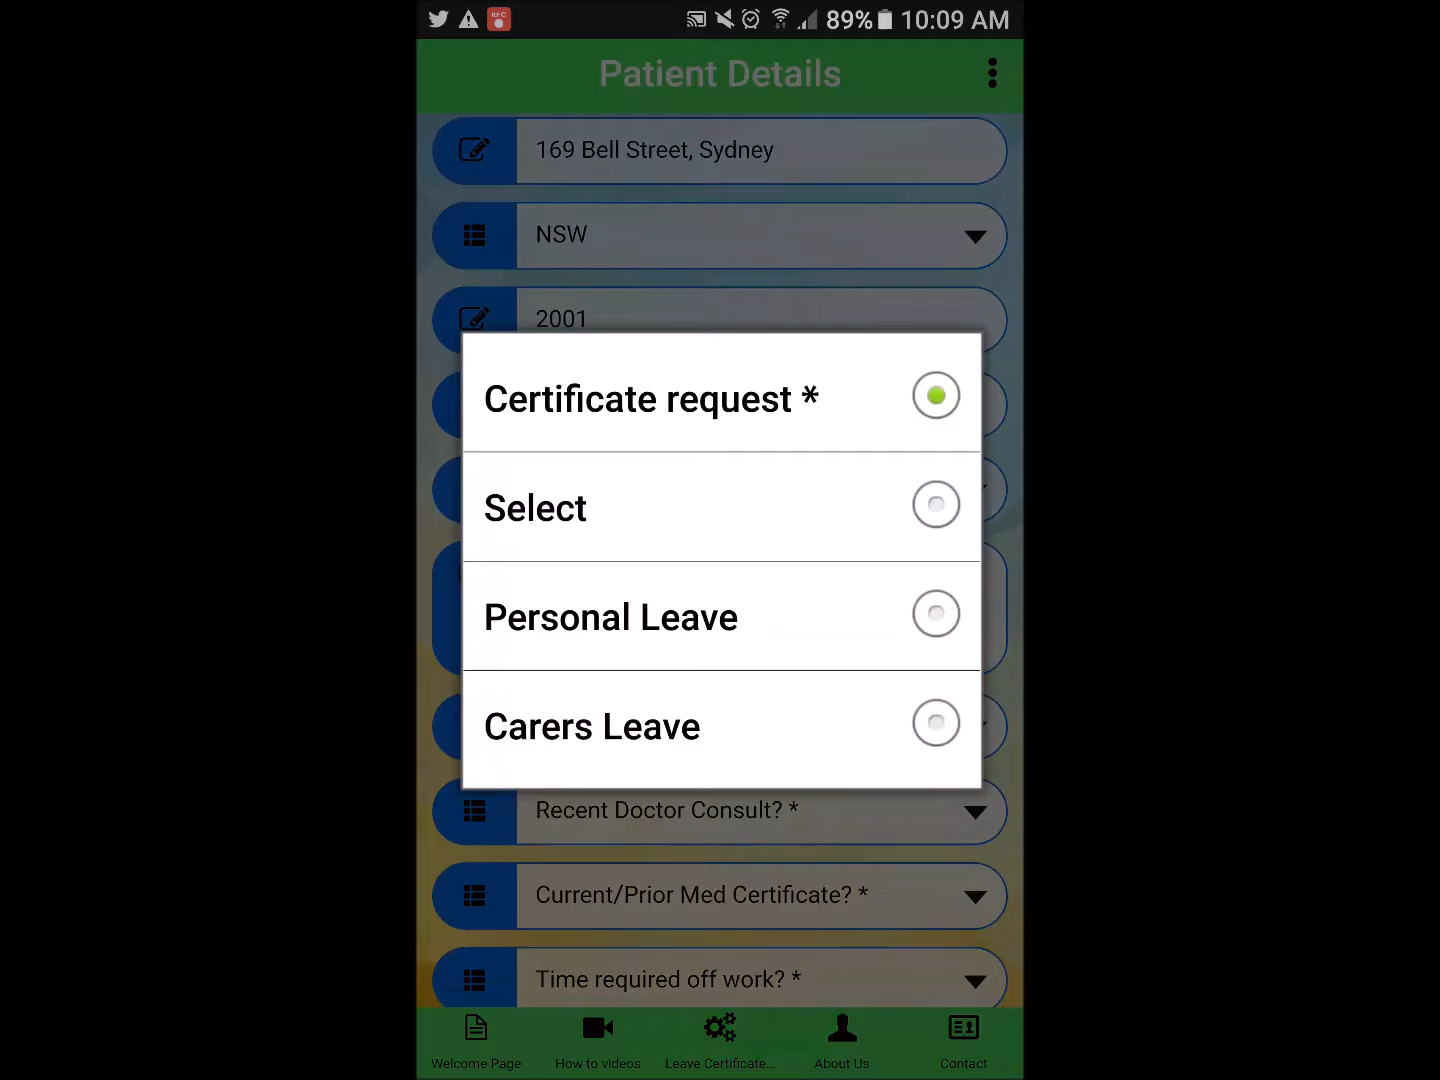 RFC
89%
10:09 AM
Patient Details
169 Bell Street, Sydney
NSW
2001
Certificate request *
Select
Personal Leave
Carers Leave
Recent Doctor Consult? *
Current/Prior Med Certificate? *
Time required off work? *
Welcome Page
How to videos
Leave Certificate...
About Us
Contact